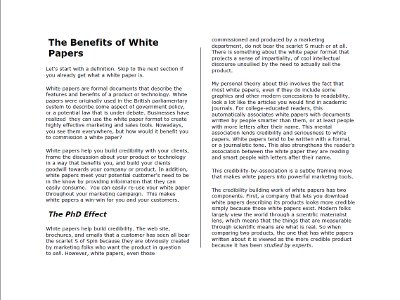 The Benefits of White
Papers
Let's start with a definition. Skip to the next section if
you already get what a white paper is.
White papers are formal documents that describe the
features and benefits of a product or technology. White
papers were originally used in the British parliamentary
system to describe some aspect of government policy,
or a potential law that is under debate. Businesses have
realized they can use the white paper format to create
highly effective marketing and sales tools. Nowadays,
you see them everywhere, but how would it benefit you
to commission a white paper?
White papers help you build credibility with your clients,
frame the discussion about your product or technology
in a way that benefits you, and build your clients
goodwill towards your company or product. In addition,
white papers meet your potential customer's need to be
in the know by providing information that they can
easily consume. You can easily re-use your white paper
throughout your marketing campaign. This makes
white papers a win-win for you and your customers.
The PhD Effect
White papers help build credibility. The web site,
brochures, and emails that a customer has seen all bear
the scarlet S of Spin because they are obviously created
by marketing folks who want the product in question
to sell. However, white papers, even those
commissioned and produced by a marketing
department, do not bear the scarlet S much or at all.
There is something about the white paper format that
projects a sense of impartiality, of cool intellectual
discourse unsullied by the need to actually sell the
product.
My personal theory about this involves the fact that
most white papers, even if they do include some
graphics and other modern concessions to readability,
look a lot like the articles you would find in academic
journals. For college-educated readers, this
automatically associates white papers with documents
written by people smarter than them, or at least people
with more letters after their name. This mental
association lends credibility and seriousness to white
papers. White papers tend to be written with a factual
or a journalistic tone. This also strengthens the reader's
association between the white paper they are reading
and smart people with letters after their name.
This credibility-by-association is a subtle framing move
that makes white papers into powerful marketing tools.
The credibility building work of white papers has two
components. First, a company that lets you download
white papers describing its products looks more credible
simply because those white papers exist. Modern folks
largely view the world through a scientific materialist
lens, which means that the things that are measurable
through scientific means are what is real. So when
comparing two products, the one that has white papers
written about it is viewed as the more credible product
because it has been studied by experts.